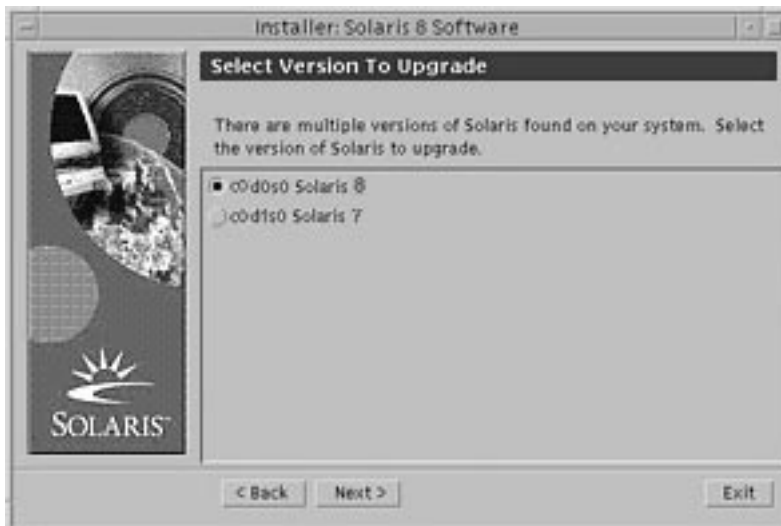 Installer: Solaris 8 Software
Select Version To Upgrade
There are multiple versions of Solaris found on your system. Select
the version of Solaris to upgrade.
c0d0s0 Solaris 8
c0d1s0 Solaris 7
SOLARIS™
< Back
Next >
Exit